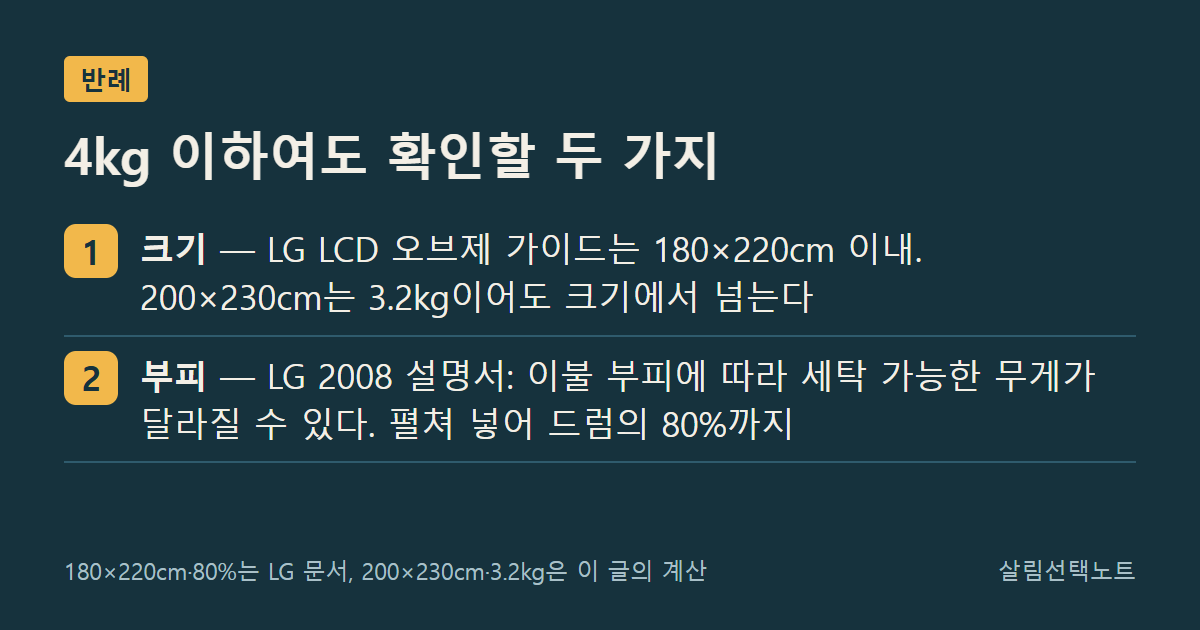 반례
4kg 이하여도 확인할 두 가지
1 크기 — LG LCD 오브제 가이드는 180×220cm 이내.
200×230cm는 3.2kg이어도 크기에서 넘는다
2 부피 — LG 2008 설명서: 이불 부피에 따라 세탁 가능한 무게가
달라질 수 있다. 펼쳐 넣어 드럼의 80%까지
180×220cm·80%는 LG 문서, 200×230cm·3.2kg은 이 글의 계산
살림선택노트